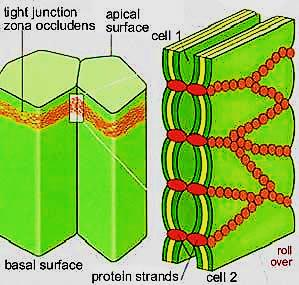 tight junction
zona occludens
apical
surface
cell 1
basal surface
protein strands
cell 2
roll
over